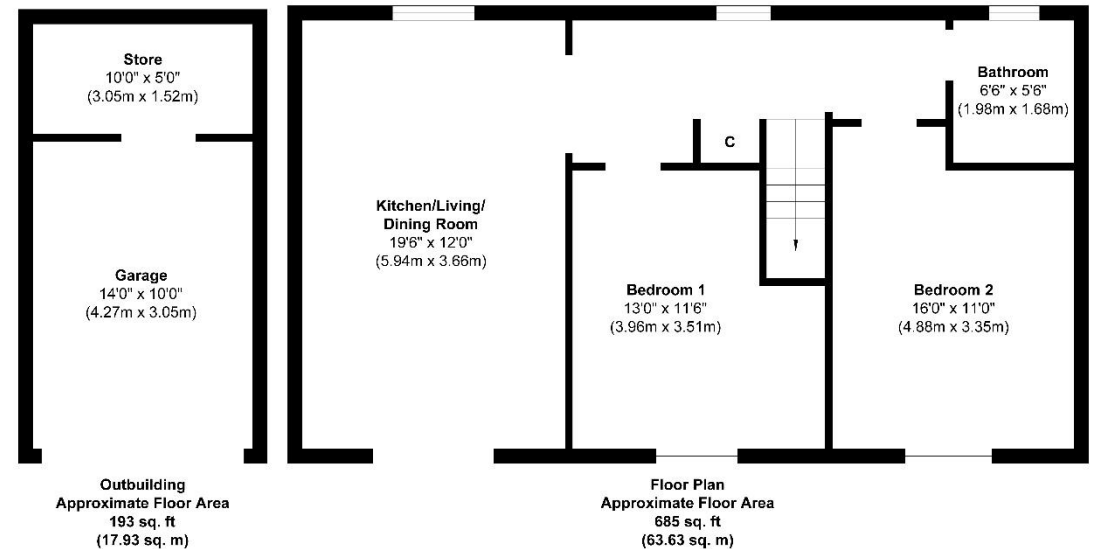 Store
10'0" x 5'0"
(3.05m x 1.52m)
Garage
14'0" x 10'0"
(4.27m x 3.05m)
Outbuilding
Approximate Floor Area
193 sq. ft
(17.93 sq. m)
Kitchen/Living/
Dining Room
19'6" x 12'0"
(5.94m x 3.66m)
C
Bedroom 1
13'0" x 11'6"
(3.96m x 3.51m)
Bathroom
6'6" x 5'6"
(1.98m x 1.68m)
Bedroom 2
16'0" x 11'0"
(4.88m x 3.35m)
Floor Plan
Approximate Floor Area
685 sq. ft
(63.63 sq. m)